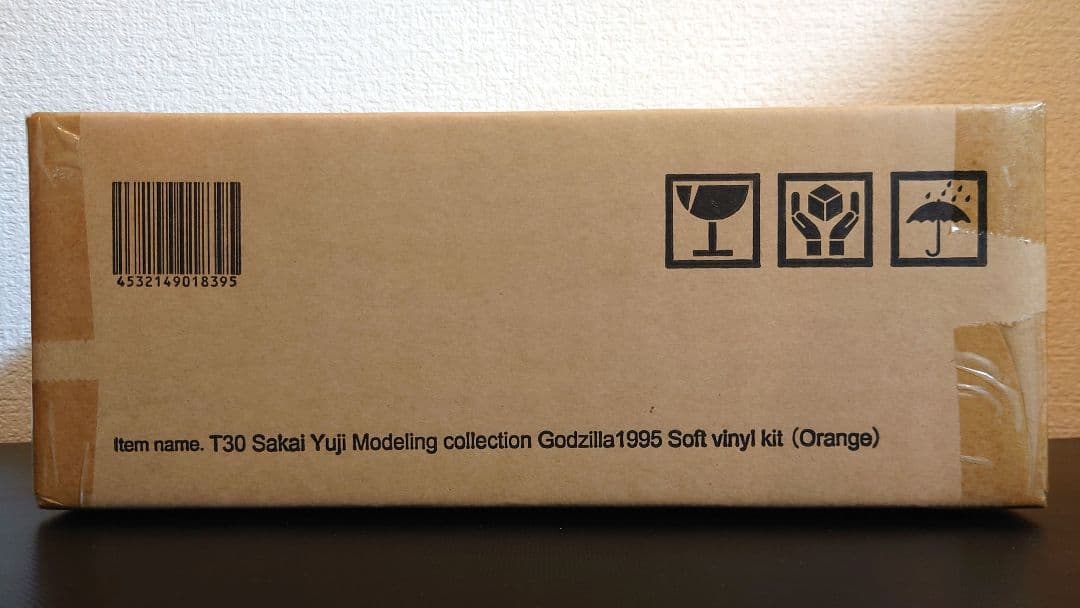 4532149018395
Item name. T30 Sakai Yuji Modeling collection Godzilla1995 Soft vinyl kit (Orange)